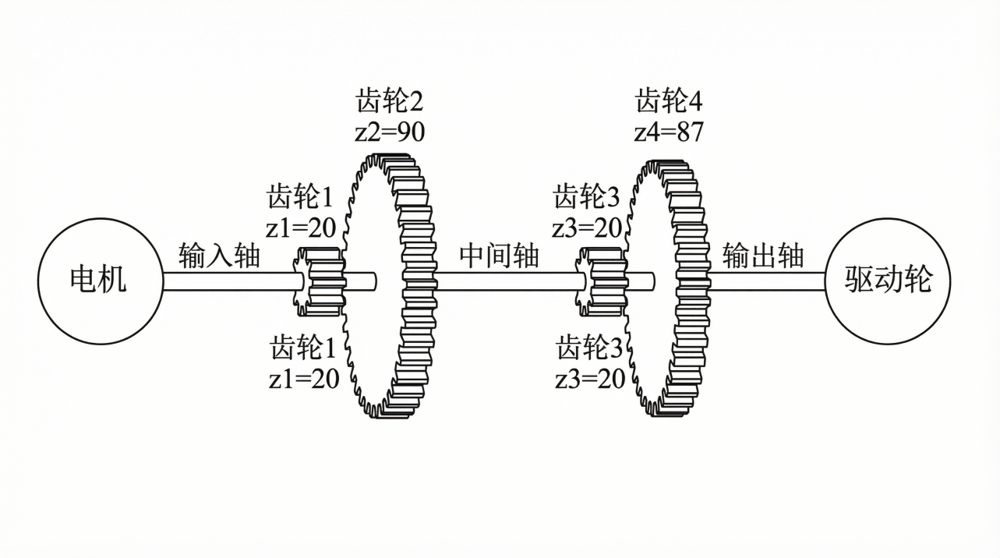 齿轮2
z2=90
齿轮4
z4=87
齿轮1
z1=20
齿轮3
z3=20
电机
输入轴
中间轴
输出轴
驱动轮
齿轮1
z1=20
齿轮3
z3=20